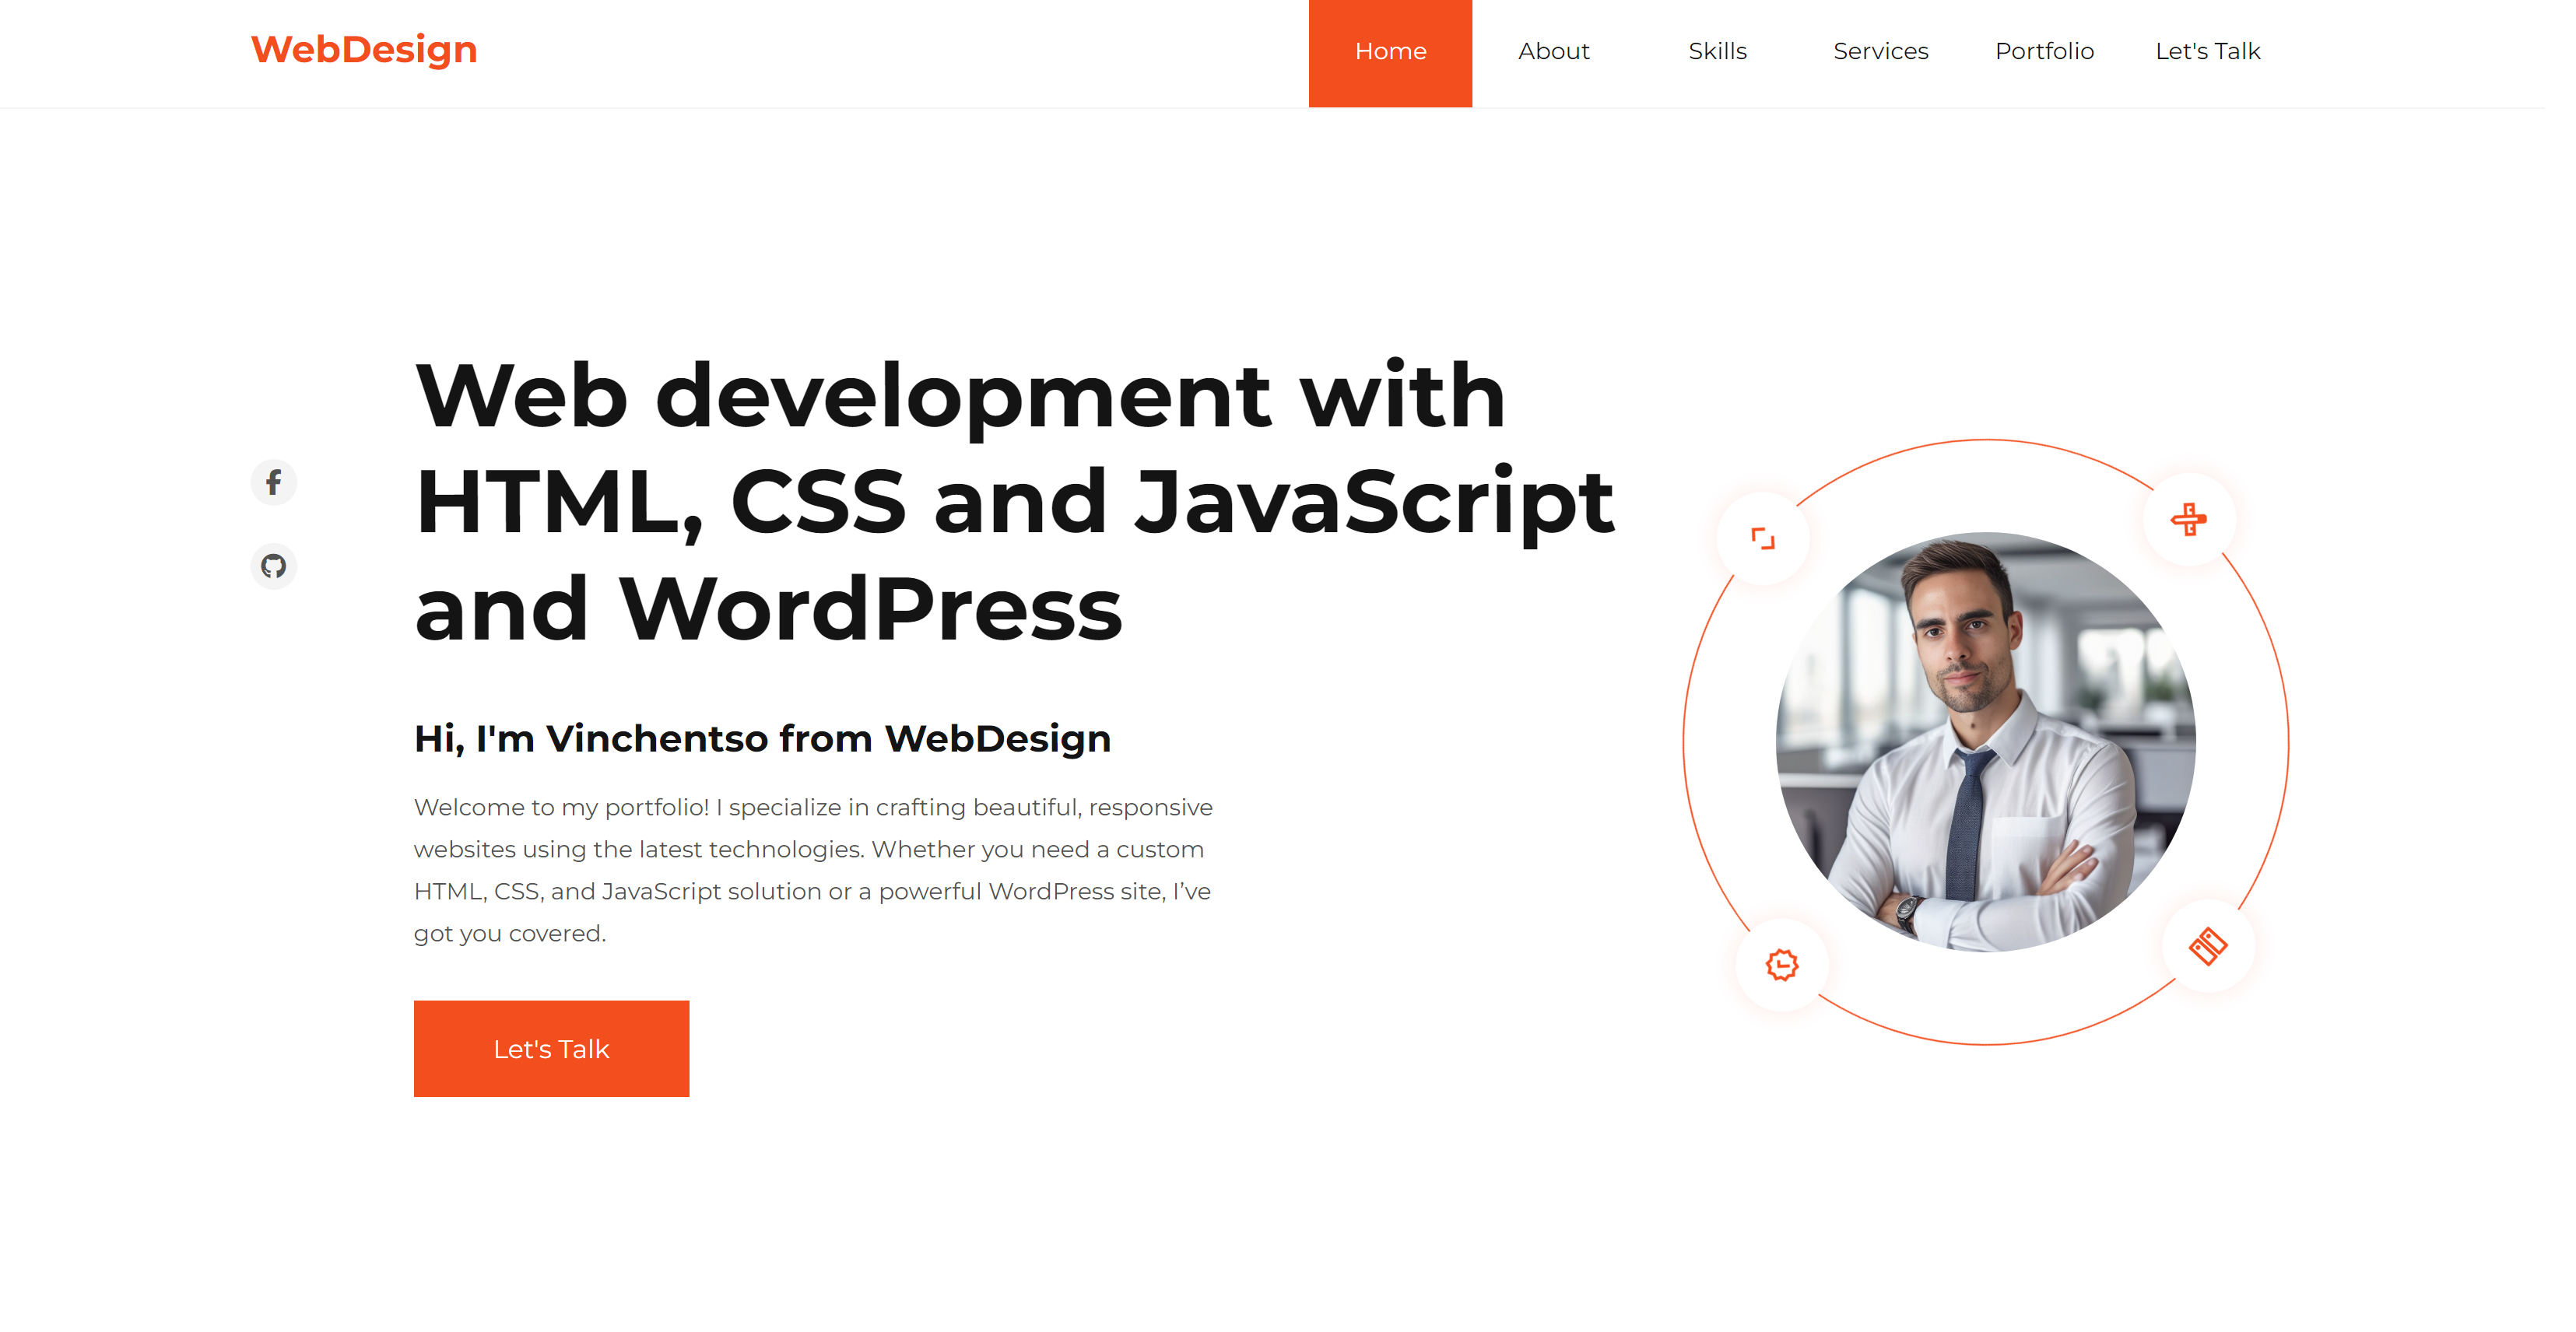 WebDesign
Home About Skills Services Portfolio Let's Talk
Web development with
HTML, CSS and JavaScript
and WordPress
Hi, I'm Vinchentso from WebDesign
Welcome to my portfolio! I specialize in crafting beautiful, responsive
websites using the latest technologies. Whether you need a custom
HTML, CSS, and JavaScript solution or a powerful WordPress site, I’ve
got you covered.
Let's Talk